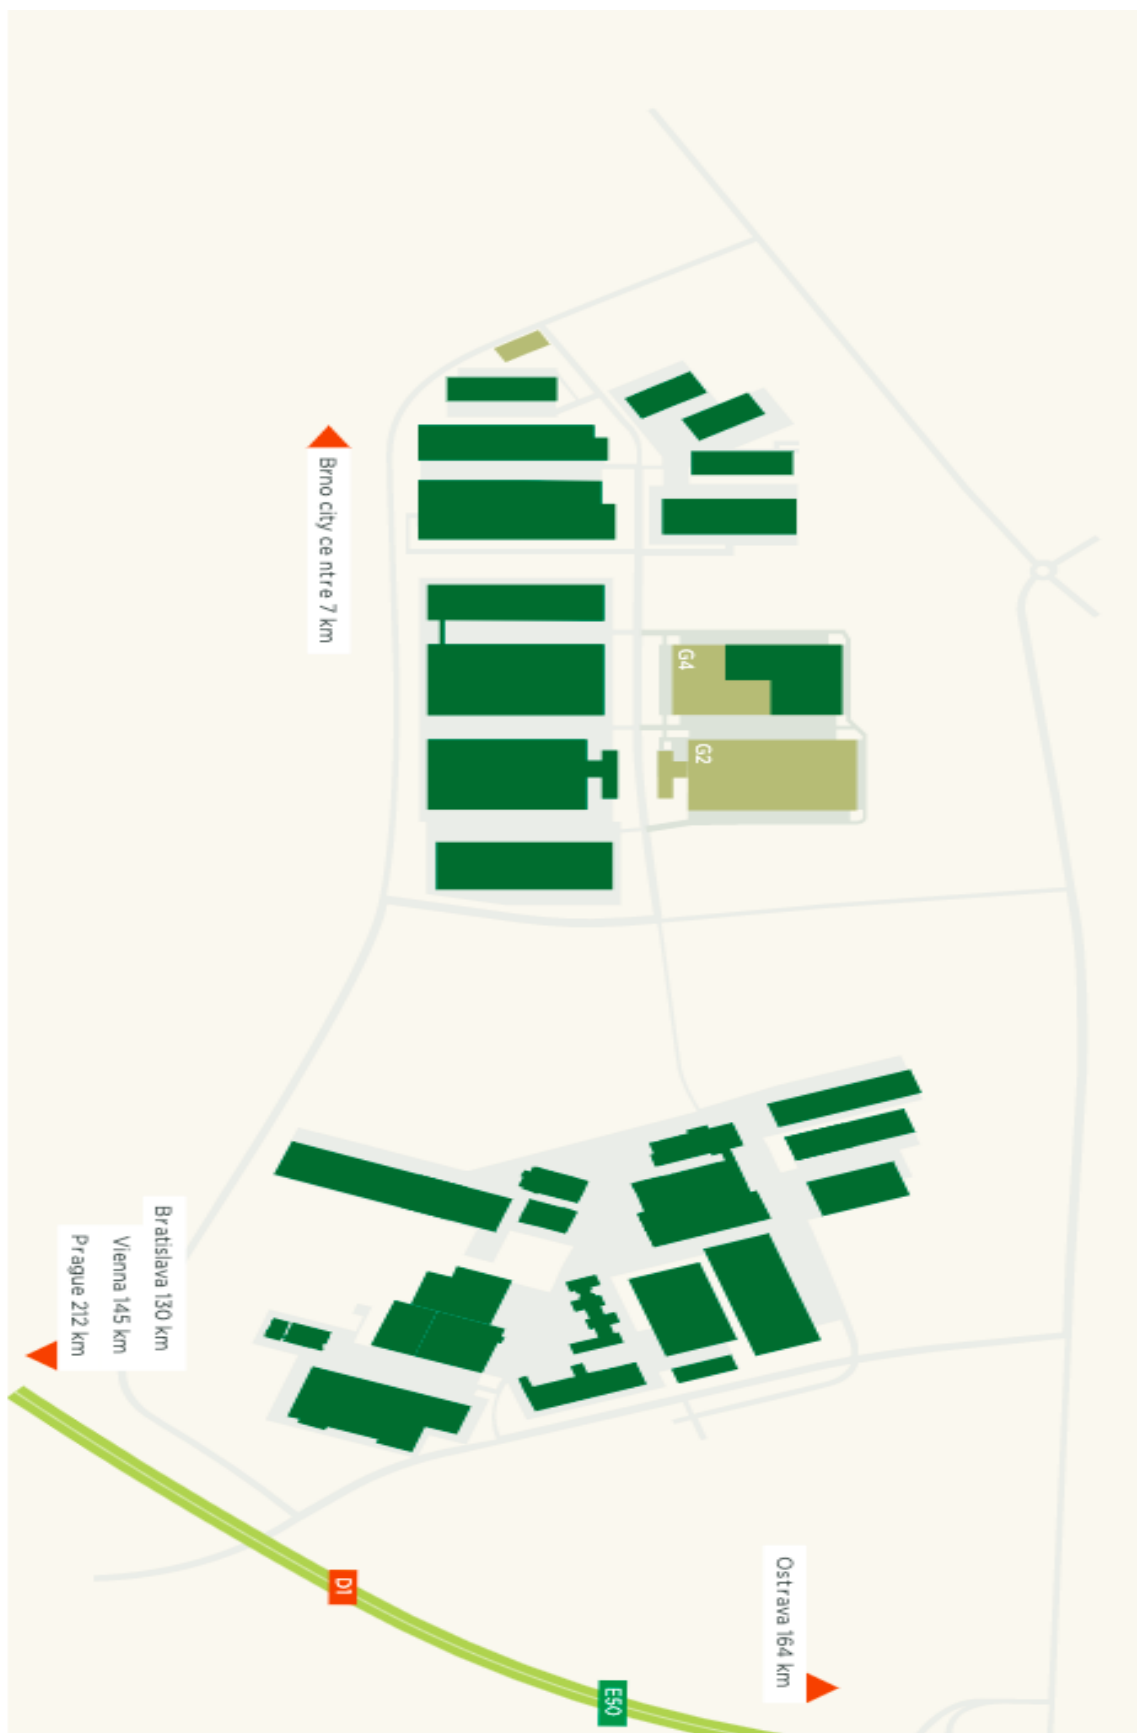 Brno city ce ntre 7 km
G4
G2
Bratislava 130 km
Vienna 145 km
Prague 212 km
D1
E50
Ostrava 164 km